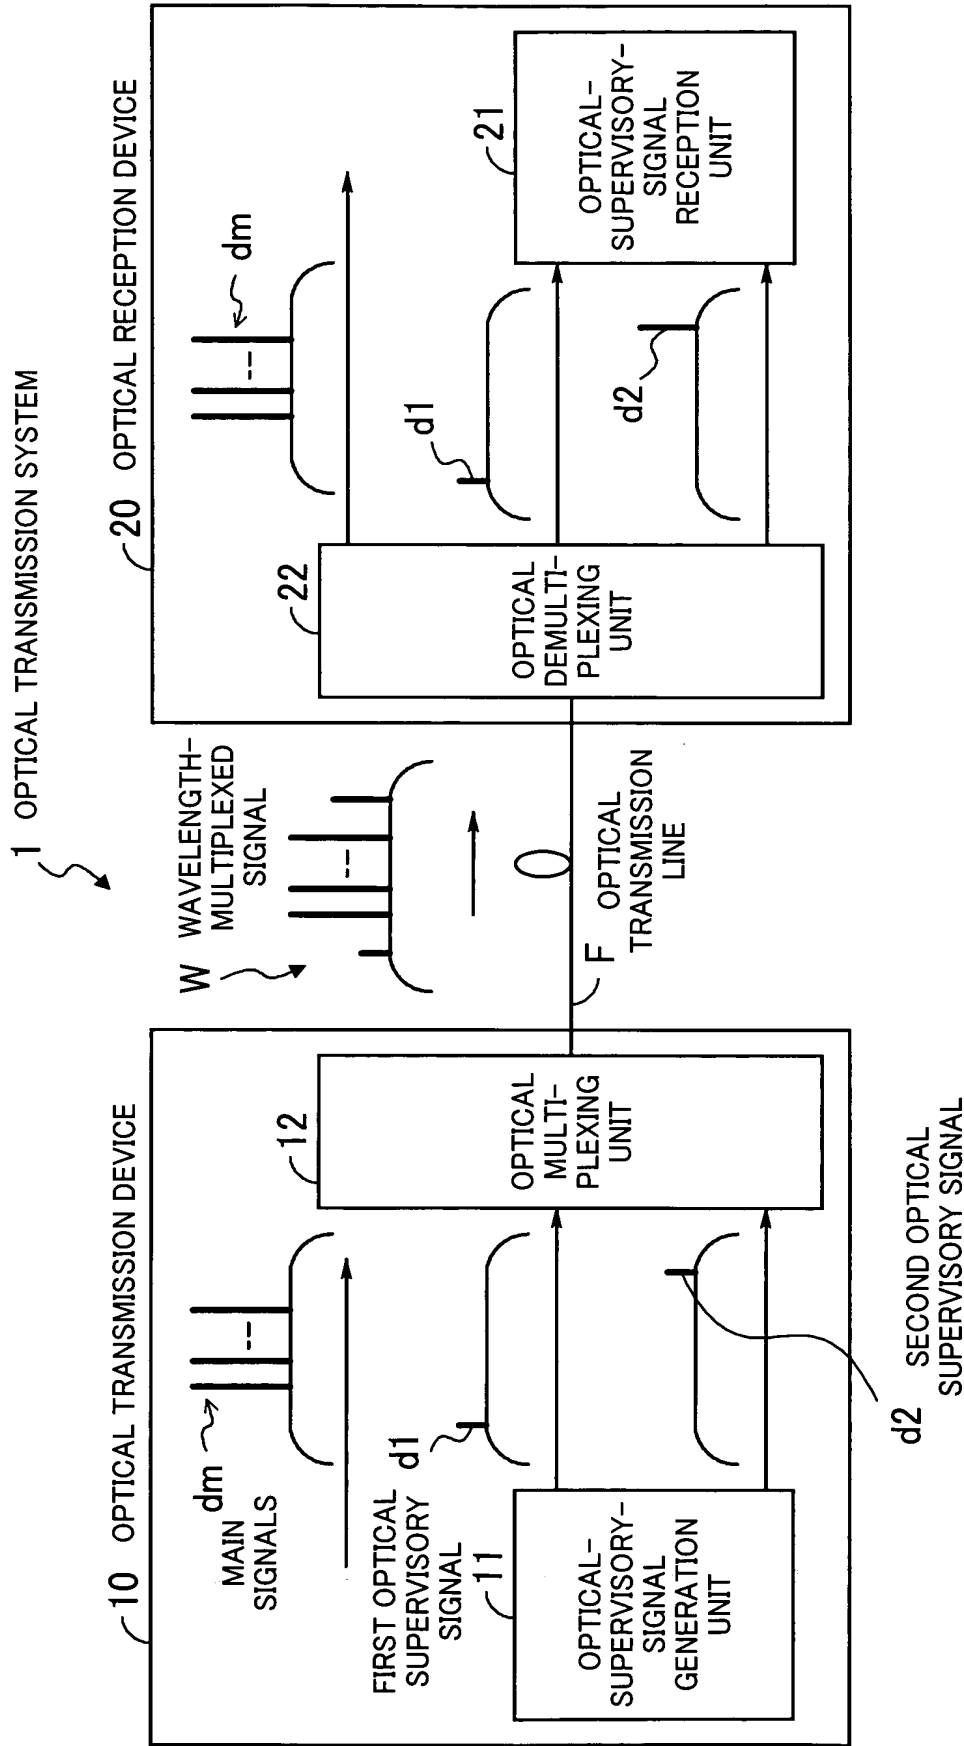 1 OPTICAL TRANSMISSION SYSTEM
10 OPTICAL TRANSMISSION DEVICE
dm
MAIN
SIGNALS
FIRST OPTICAL
SUPERVISORY
SIGNAL
d1
11
OPTICAL-
SUPERVISORY-
SIGNAL
GENERATION
UNIT
12
OPTICAL
MULTI-
PLEXING
UNIT
d2
SECOND OPTICAL
SUPERVISORY SIGNAL
W
WAVELENGTH-
MULTIPLEXED
SIGNAL
F
OPTICAL
TRANSMISSION
LINE
20 OPTICAL RECEPTION DEVICE
22
OPTICAL
DEMULTI-
PLEXING
UNIT
dm
d1
d2
21
OPTICAL-
SUPERVISORY-
SIGNAL
RECEPTION
UNIT